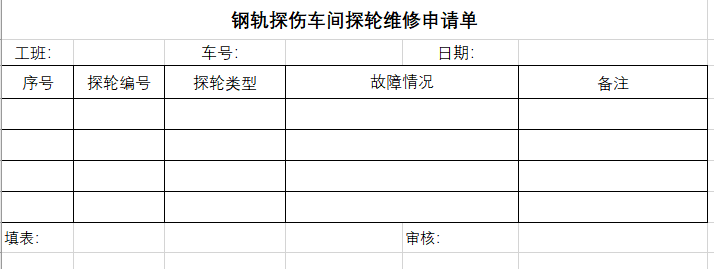 钢轨探伤车间探轮维修申请单
工班： 车号： 日期：
序号 探轮编号 探轮类型 故障情况 备注
填表： 审核：